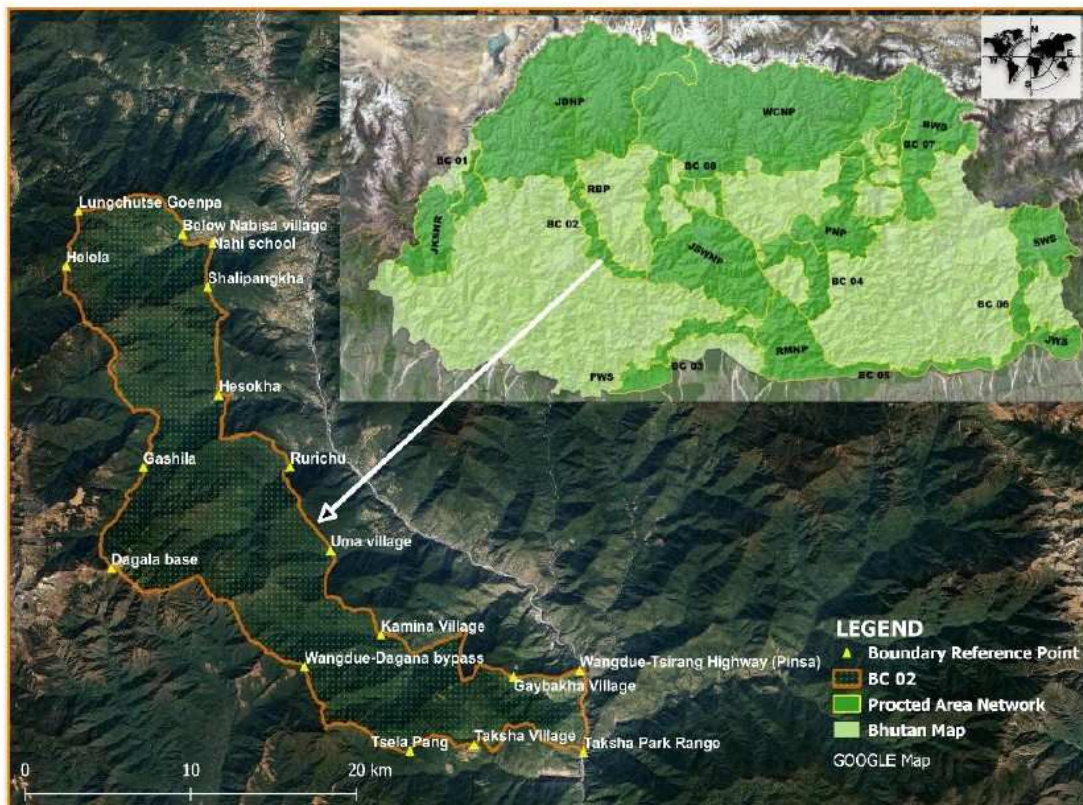 N
W
E
S
JDNP
WCNP
BWS
BC 07
BC 01
BC 08
RBP
JKSNR
BC 02
PNP
JSWNP
SWS
BC 04
BC 06
RMNP
JWS
BC 03
BC 05
PWS
Lungchutse Goenpa
Below Nabisa village
Nahi school
Helela
Shalipangkha
Hesokha
Gashila
Rurichu
Uma village
Dagala base
Kamina Village
Wangdue-Dagana bypass
Wangdue-Tsirang Highway (Pinsa)
Gaybakha Village
Tsela Pang
Taksha Village
Taksha Park Range
LEGEND
Boundary Reference Point
BC 02
Procted Area Network
Bhutan Map
GOOGLE Map
0
10
20 km